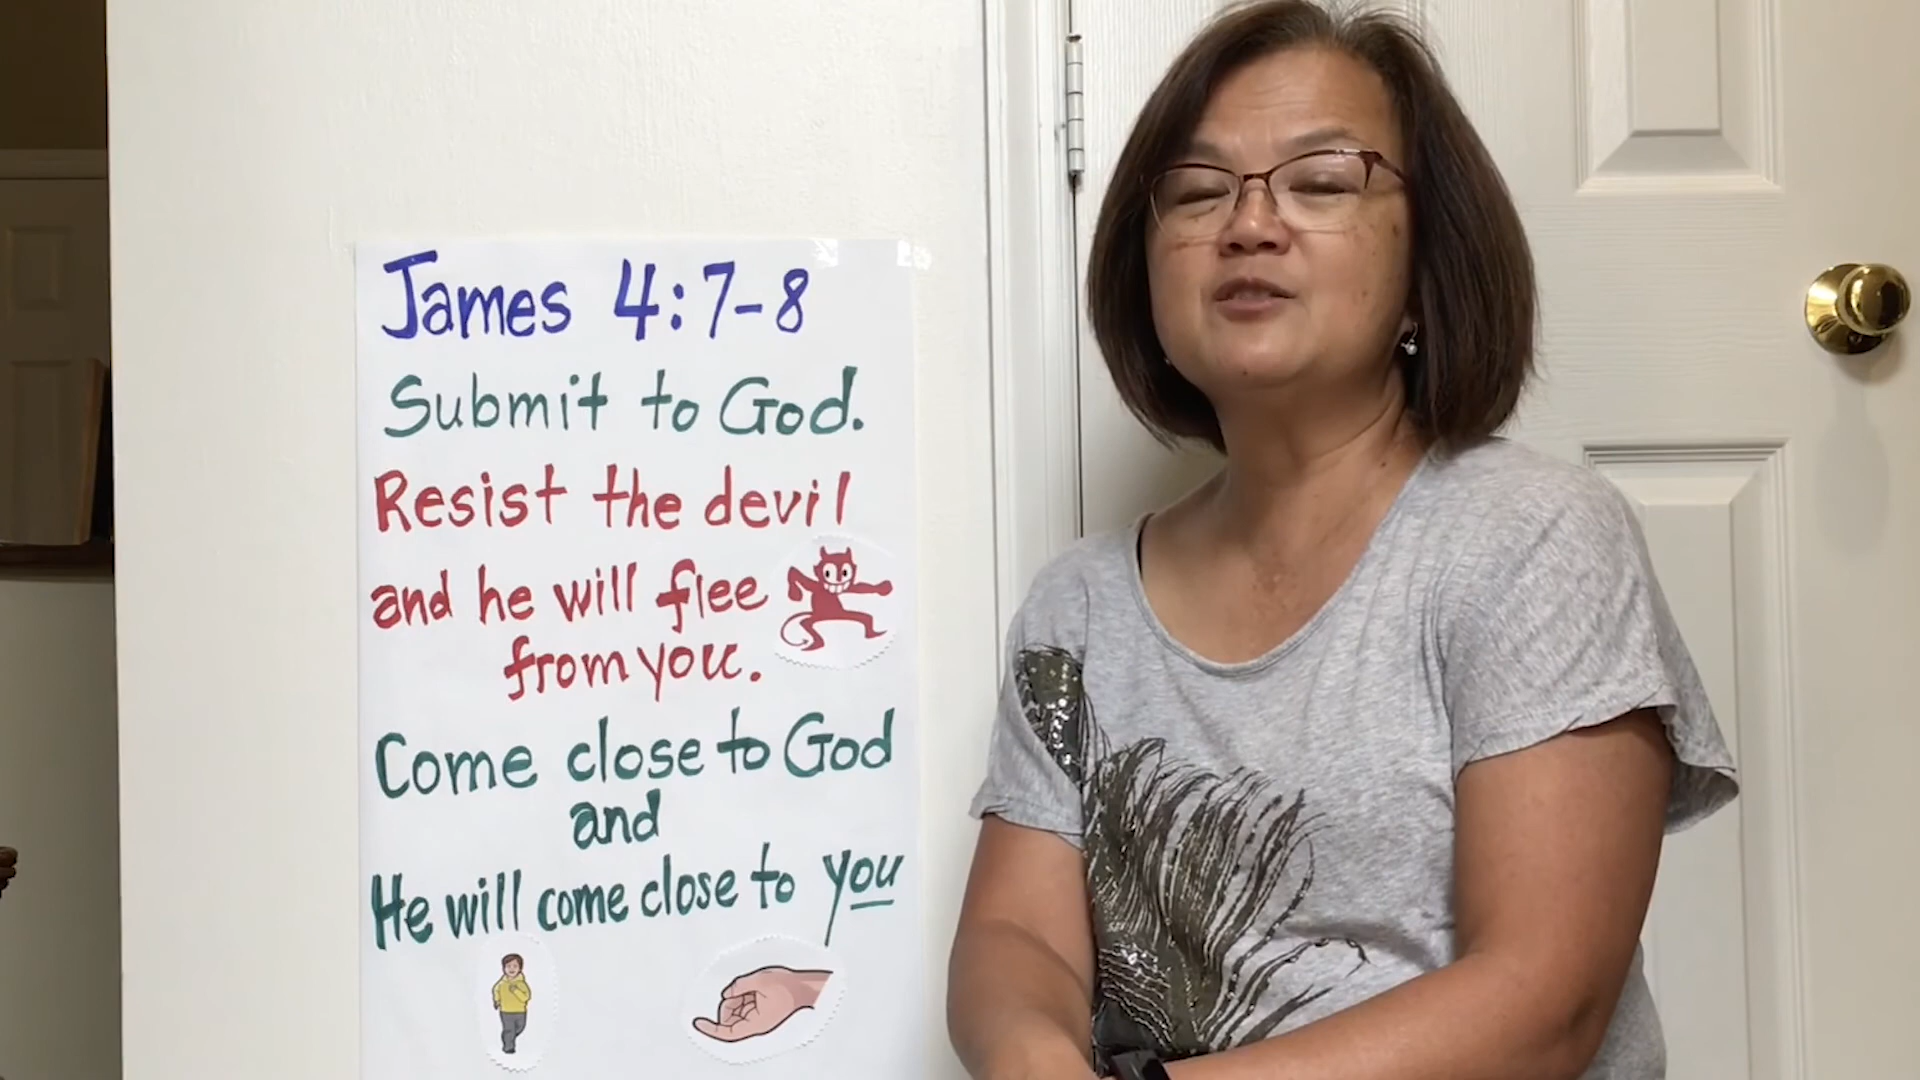 James 4:7-8
Submit to God.
Resist the devil
and he will flee
from you.
Come close to God
and
He will come close to you